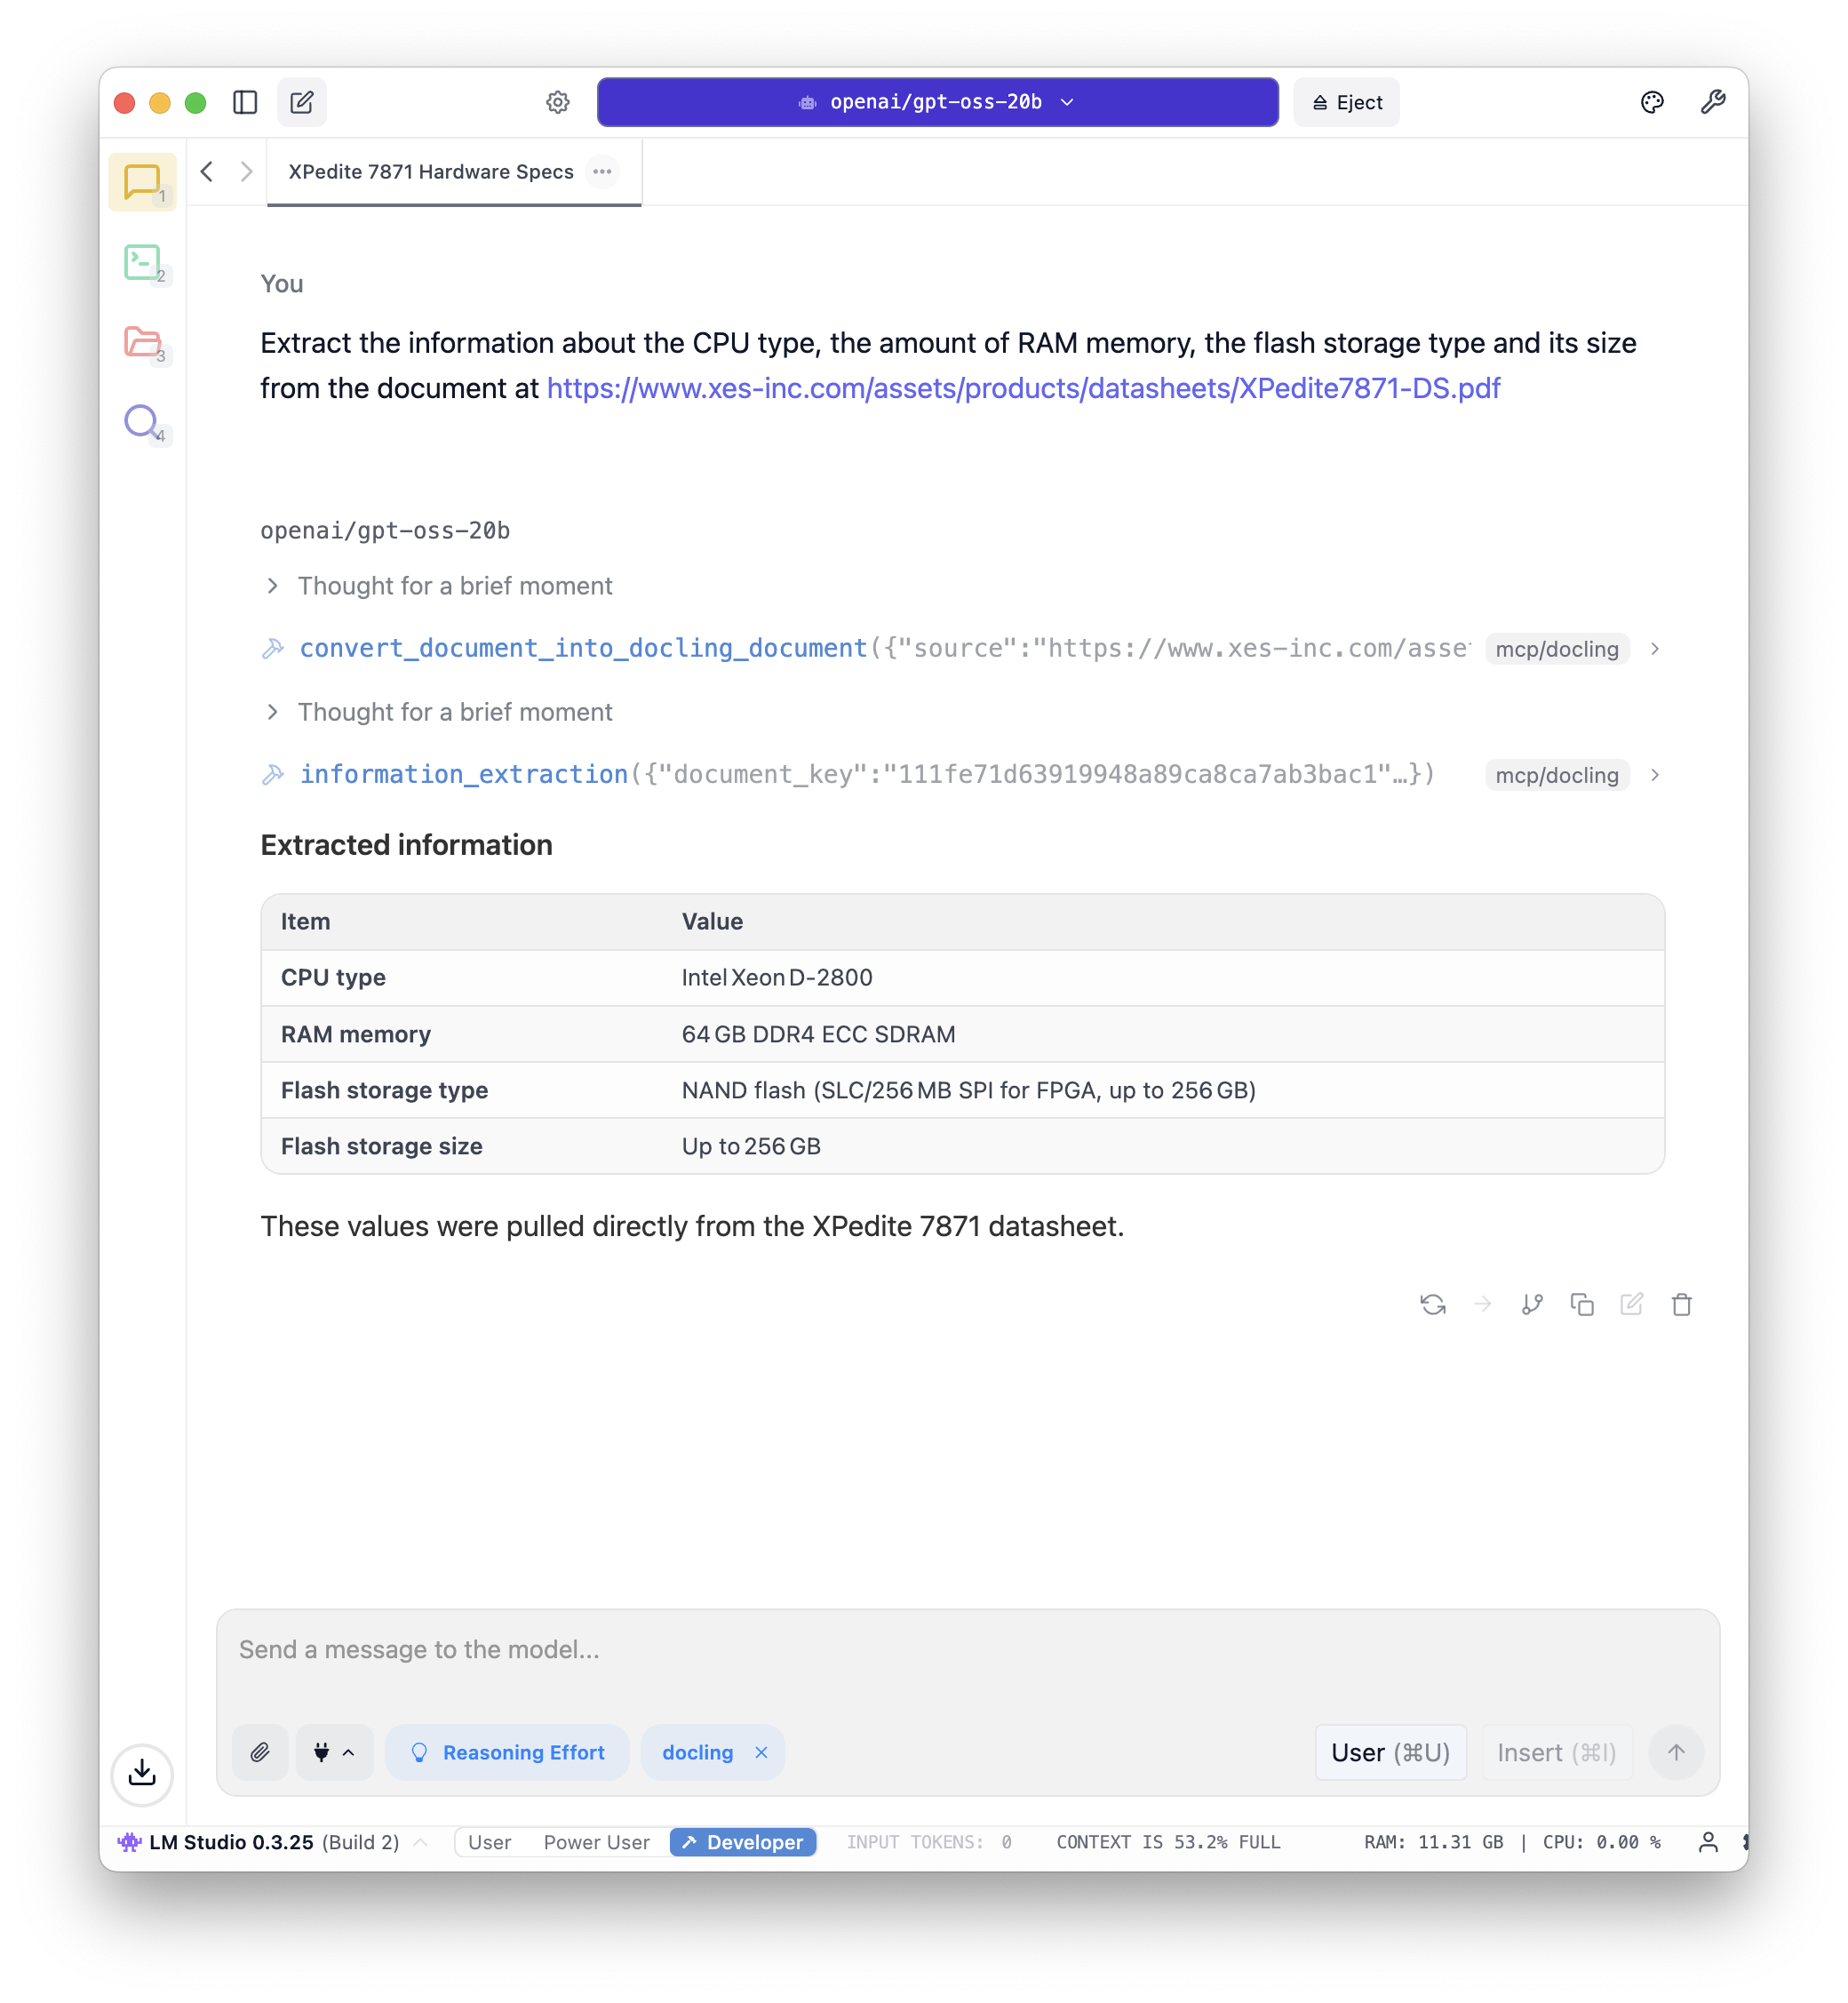 openai/gpt-oss-20b
Eject
XPedite 7871 Hardware Specs
1
2
3
4
You
Extract the information about the CPU type, the amount of RAM memory, the flash storage type and its size
from the document at https://www.xes-inc.com/assets/products/datasheets/XPedite7871-DS.pdf
openai/gpt-oss-20b
Thought for a brief moment
convert_document_into_docling_document({"source":"https://www.xes-inc.com/asse mcp/docling
Thought for a brief moment
information_extraction({"document_key":"111fe71d63919948a89ca8ca7ab3bac1"…}) mcp/docling
Extracted information
Item Value
CPU type Intel Xeon D-2800
RAM memory 64 GB DDR4 ECC SDRAM
Flash storage type NAND flash (SLC/256 MB SPI for FPGA, up to 256 GB)
Flash storage size Up to 256 GB
These values were pulled directly from the XPedite 7871 datasheet.
Send a message to the model...
Reasoning Effort docling User (⌘U) Insert (⌘I)
LM Studio 0.3.25 (Build 2) User Power User Developer INPUT TOKENS: 0 CONTEXT IS 53.2% FULL RAM: 11.31 GB | CPU: 0.00 %